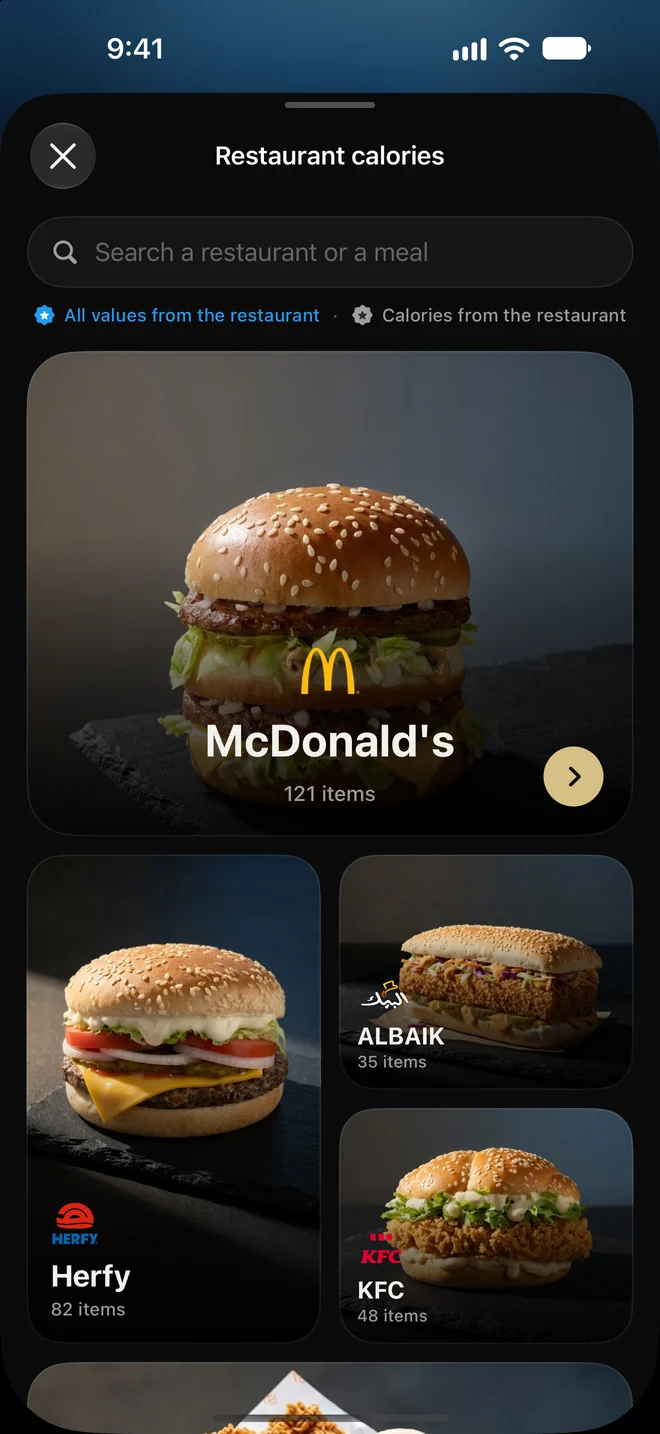 9:41
Restaurant calories
Search a restaurant or a meal
All values from the restaurant · Calories from the restaurant
McDonald's
121 items
البيك
ALBAIK
35 items
HERFY
Herfy
82 items
KFC
KFC
48 items